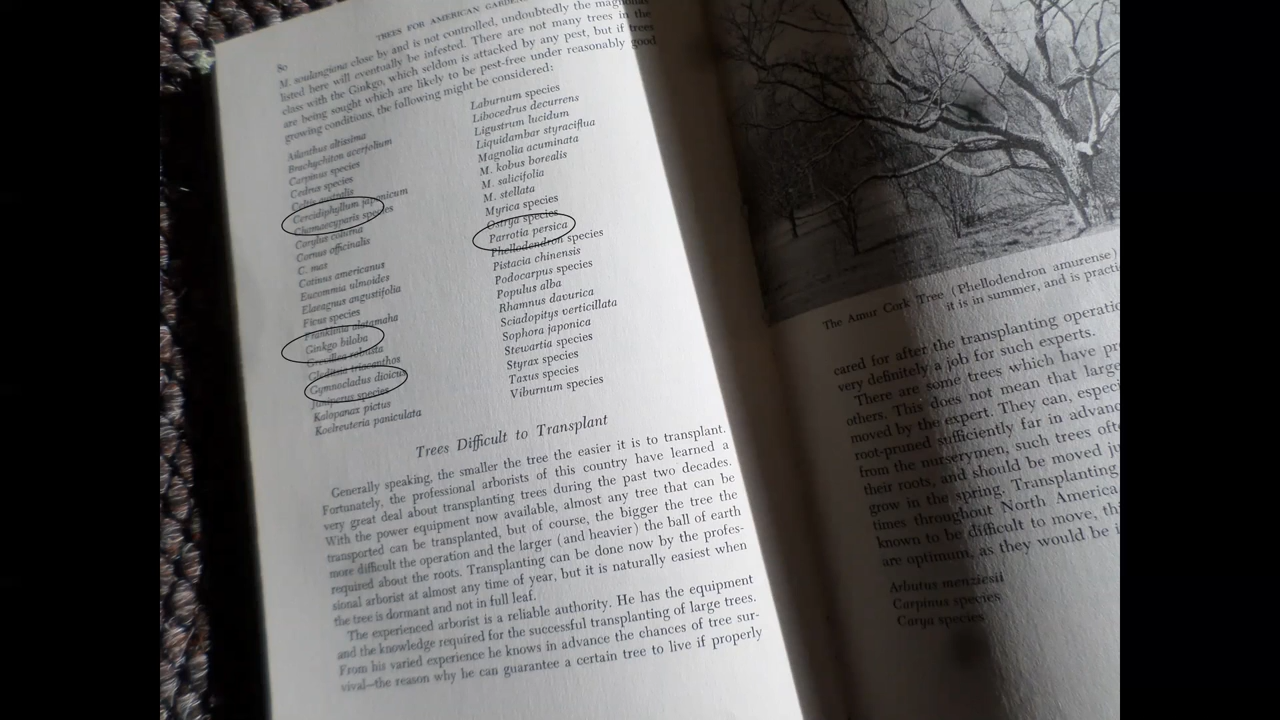 TREES FOR AMERICAN GARDE
80
M. soulangiana close by and is not controlled, undoubtedly the magnolias
listed here will eventually be infested. There are not many trees in the
class with the Ginkgo, which seldom is attacked by any pest, but if trees
are being sought which are likely to be pest-free under reasonably good
growing conditions, the following might be considered:
Ailanthus altissima
Brachychiton acerfolium
Carpinus species
Cedrus species
Celtis australis
Cercidiphyllum japonicum
Chamaecyparis species
Corylus colurna
Cornus officinalis
C. mas
Cotinus americanus
Eucommia ulmoides
Elaeagnus angustifolia
Ficus species
Franklinia alatamaha
Ginkgo biloba
Grevillea robusta
Gleditsia triacanthos
Gymnocladus dioicus
Juniperus species
Kalopanax pictus
Koelreuteria paniculata
Laburnum species
Libocedrus decurrens
Ligustrum lucidum
Liquidambar styraciflua
Magnolia acuminata
M. kobus borealis
M. salicifolia
M. stellata
Myrica species
Ostrya species
Parrotia persica
Phellodendron species
Pistacia chinensis
Podocarpus species
Populus alba
Rhamnus davurica
Sciadopitys verticillata
Sophora japonica
Stewartia species
Styrax species
Taxus species
Viburnum species
Trees Difficult to Transplant
Generally speaking, the smaller the tree the easier it is to transplant.
Fortunately, the professional arborists of this country have learned a
very great deal about transplanting trees during the past two decades.
With the power equipment now available, almost any tree that can be
transported can be transplanted, but of course, the bigger the tree the
more difficult the operation and the larger (and heavier) the ball of earth
required about the roots. Transplanting can be done now by the profes-
sional arborist at almost any time of year, but it is naturally easiest when
the tree is dormant and not in full leaf.
The experienced arborist is a reliable authority. He has the equipment
and the knowledge required for the successful transplanting of large trees.
From his varied experience he knows in advance the chances of tree sur-
vival—the reason why he can guarantee a certain tree to live if properly
The Amur Cork Tree (Phellodendron amurense)
it is in summer, and is practi
cared for after the transplanting operatio
very definitely a job for such experts.
There are some trees which have pr
others. This does not mean that large
moved by the expert. They can, especi
root-pruned sufficiently far in advanc
from the nurserymen, such trees ofte
their roots, and should be moved ju
grow in the spring. Transplanting
times throughout North America,
known to be difficult to move, thi
are optimum, as they would be i
Arbutus menziesii
Carpinus species
Carya species